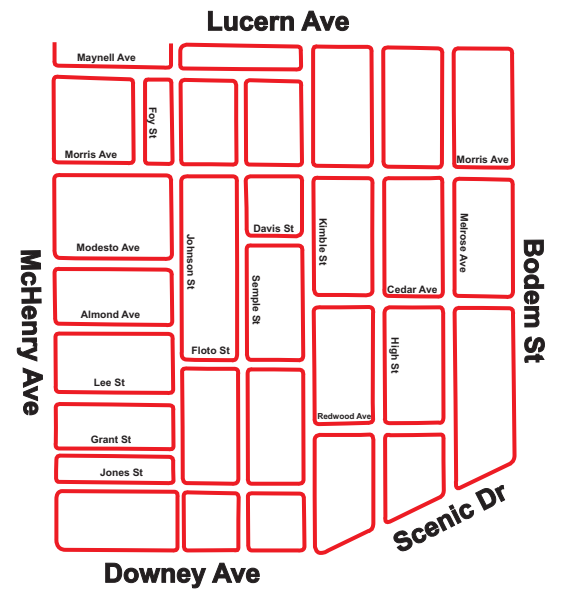 Lucern Ave
Maynell Ave
Foy St
Morris Ave
Morris Ave
Modesto Ave
Johnson St
Davis St
Kimble St
Melrose Ave
McHenry Ave
Bodem St
Almond Ave
Semple St
Cedar Ave
Floto St
High St
Lee St
Redwood Ave
Grant St
Jones St
Scenic Dr
Downey Ave